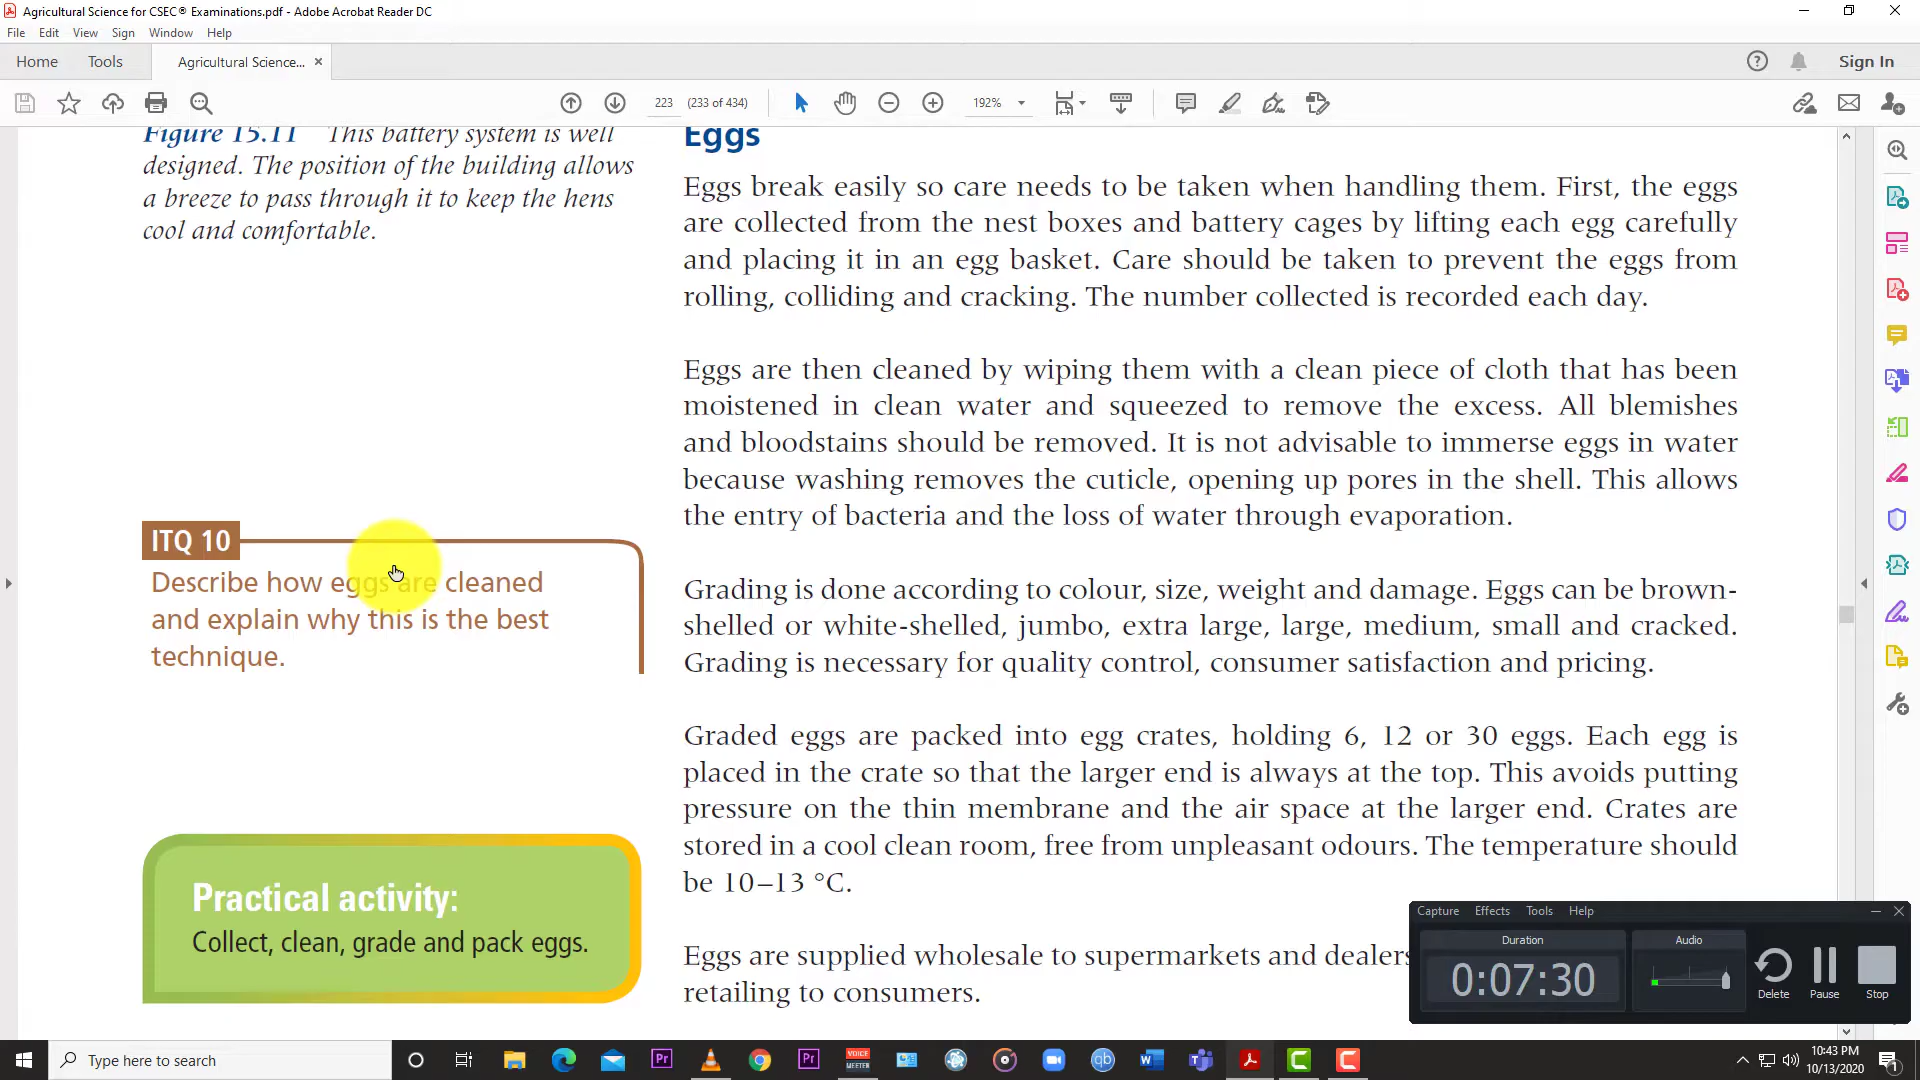 Agricultural Science for CSEC® Examinations.pdf - Adobe Acrobat Reader DC
File Edit View Sign Window Help
Home Tools Agricultural Science... ×
Sign In
223 (233 of 434) 192%
Figure 15.11 This battery system is well
designed. The position of the building allows
a breeze to pass through it to keep the hens
cool and comfortable.
ITQ 10
Describe how eggs are cleaned
and explain why this is the best
technique.
Practical activity:
Collect, clean, grade and pack eggs.
Eggs
Eggs break easily so care needs to be taken when handling them. First, the eggs
are collected from the nest boxes and battery cages by lifting each egg carefully
and placing it in an egg basket. Care should be taken to prevent the eggs from
rolling, colliding and cracking. The number collected is recorded each day.
Eggs are then cleaned by wiping them with a clean piece of cloth that has been
moistened in clean water and squeezed to remove the excess. All blemishes
and bloodstains should be removed. It is not advisable to immerse eggs in water
because washing removes the cuticle, opening up pores in the shell. This allows
the entry of bacteria and the loss of water through evaporation.
Grading is done according to colour, size, weight and damage. Eggs can be brown-
shelled or white-shelled, jumbo, extra large, large, medium, small and cracked.
Grading is necessary for quality control, consumer satisfaction and pricing.
Graded eggs are packed into egg crates, holding 6, 12 or 30 eggs. Each egg is
placed in the crate so that the larger end is always at the top. This avoids putting
pressure on the thin membrane and the air space at the larger end. Crates are
stored in a cool clean room, free from unpleasant odours. The temperature should
be 10–13 °C.
Eggs are supplied wholesale to supermarkets and dealers
retailing to consumers.
Capture Effects Tools Help
Duration Audio
0:07:30
Delete Pause Stop
Type here to search
Pr
Pr
VOICE
MEETER
qb
10:43 PM
10/13/2020
1